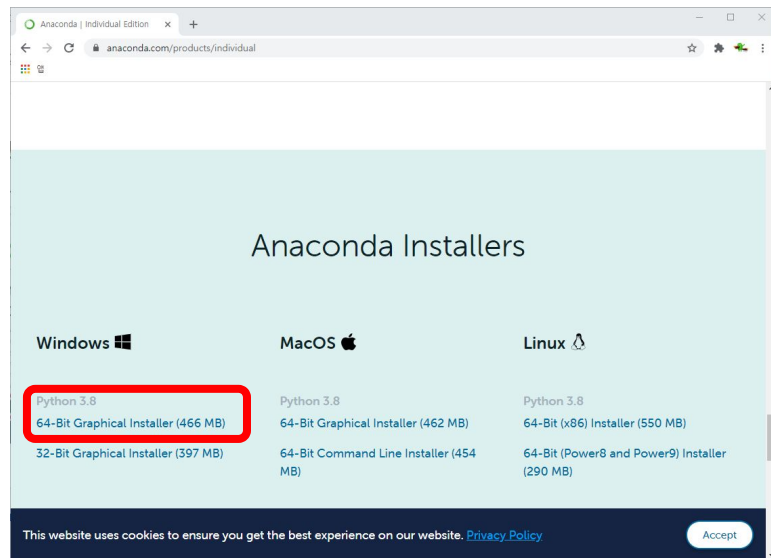 Anaconda | Individual Edition
anaconda.com/products/individual
앱
Anaconda Installers
Windows
Python 3.8
64-Bit Graphical Installer (466 MB)
32-Bit Graphical Installer (397 MB)
MacOS
Python 3.8
64-Bit Graphical Installer (462 MB)
64-Bit Command Line Installer (454
MB)
Linux
Python 3.8
64-Bit (x86) Installer (550 MB)
64-Bit (Power8 and Power9) Installer
(290 MB)
This website uses cookies to ensure you get the best experience on our website. Privacy Policy
Accept